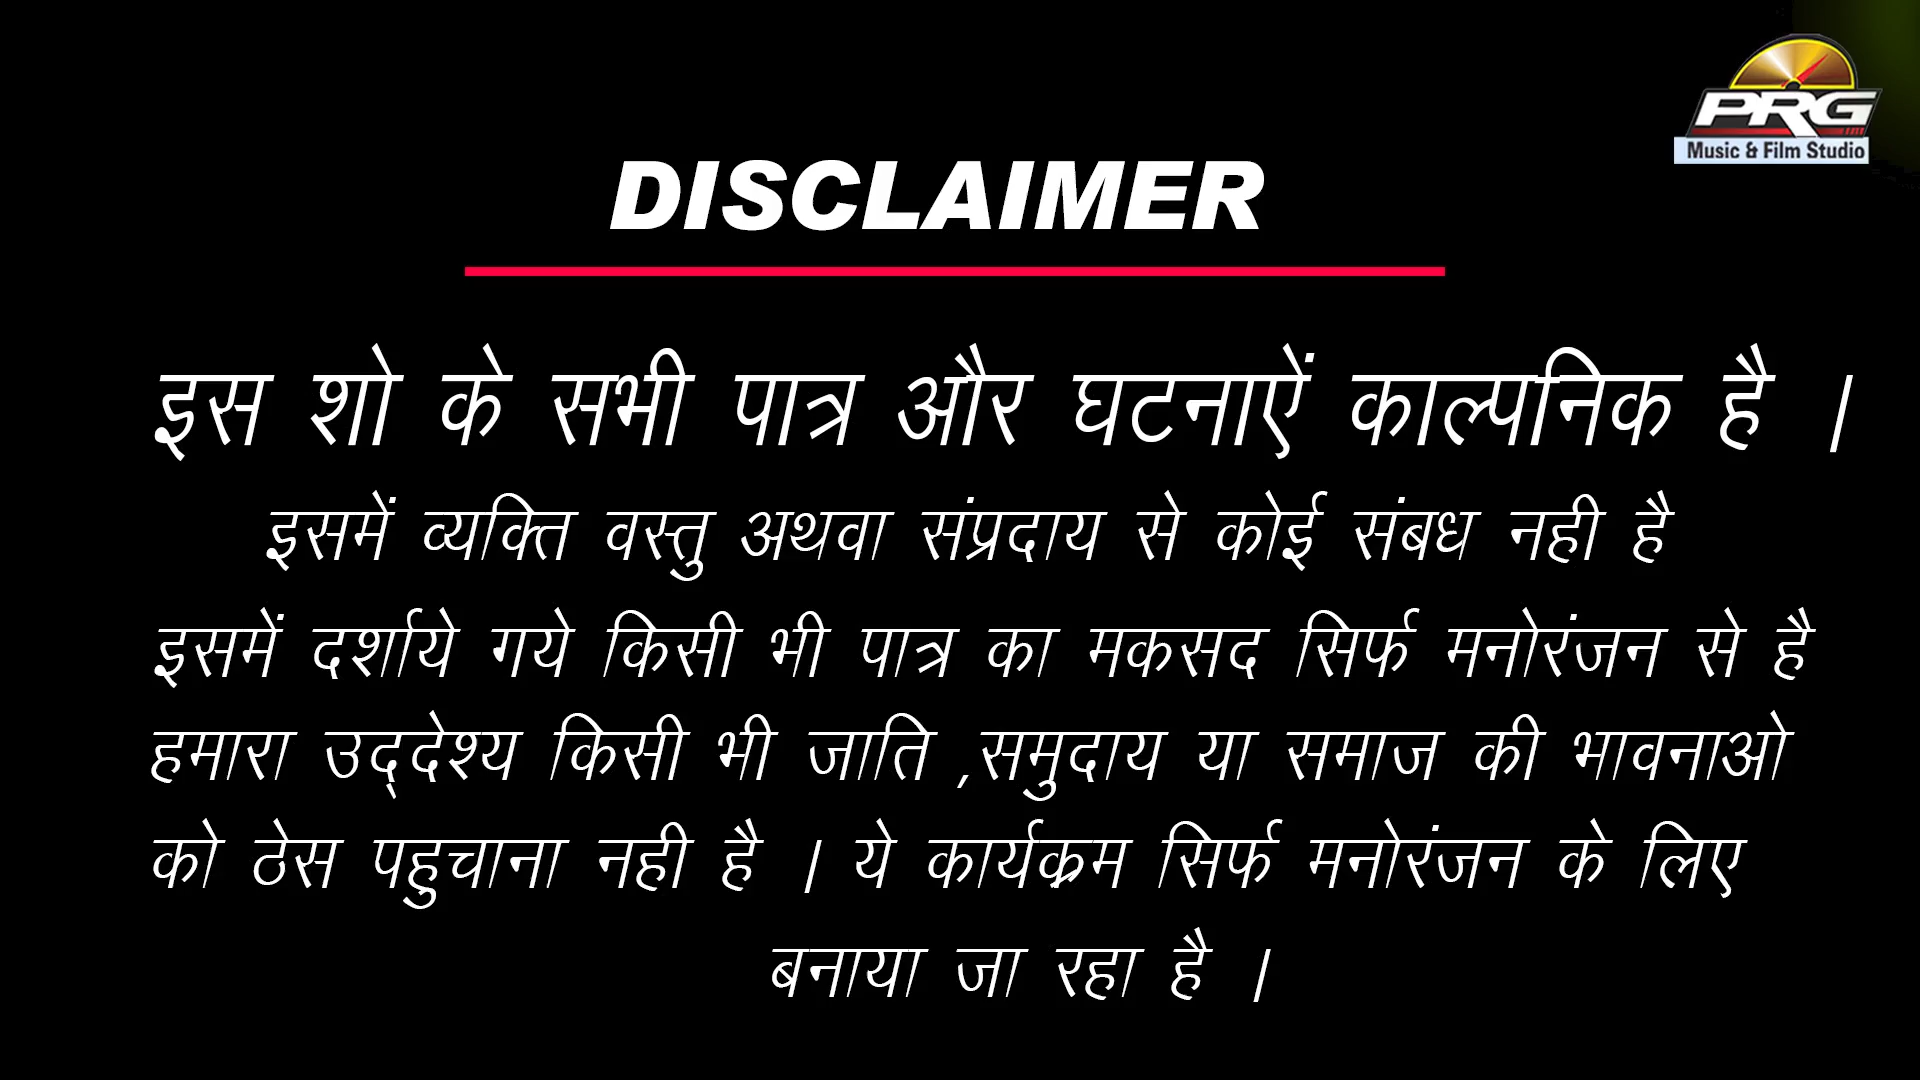 PRG
Music & Film Studio
DISCLAIMER
इस शो के सभी पात्र और घटनाऐं काल्पनिक है ।
इसमें व्यक्ति वस्तु अथवा संप्रदाय से कोई संबध नही है
इसमें दर्शाये गये किसी भी पात्र का मकसद सिर्फ मनोरंजन से है
हमारा उद्देश्य किसी भी जाति ,समुदाय या समाज की भावनाओ
को ठेस पहुचाना नही है । ये कार्यक्रम सिर्फ मनोरंजन के लिए
बनाया जा रहा है ।